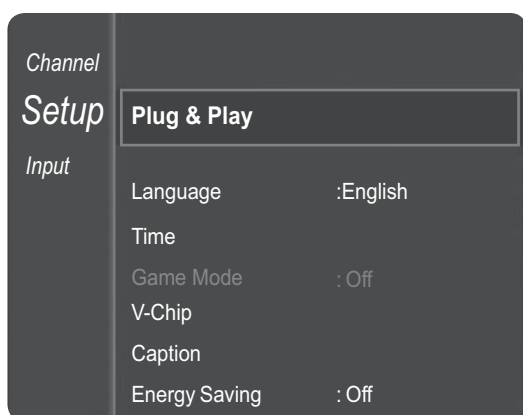 Channel
Setup
Input
Plug & Play
Language :English
Time
Game Mode : Off
V-Chip
Caption
Energy Saving : Off